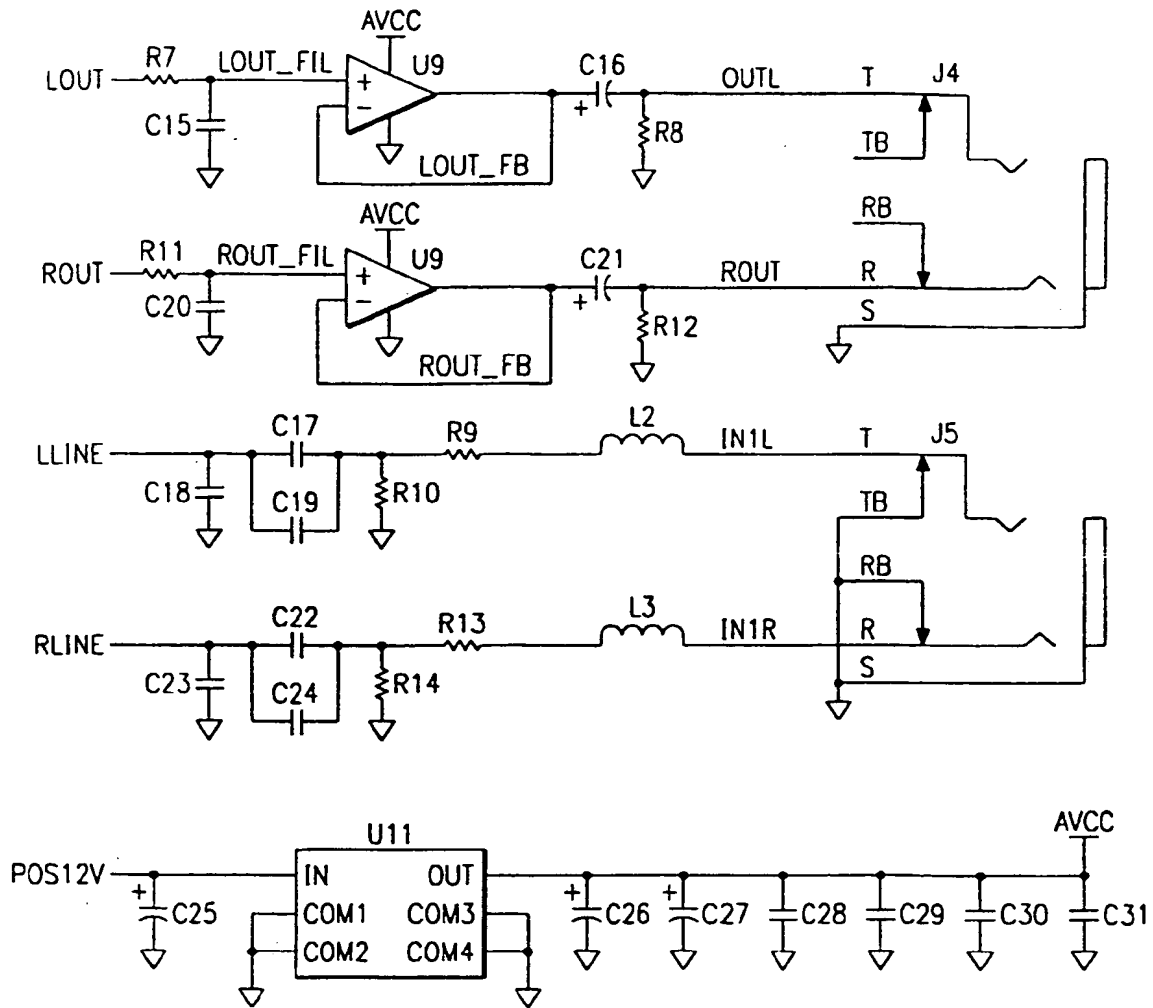 AVCC
R7 LOUT_FIL U9 C16 OUTL T J4
LOUT + − + R8
C15 TB
LOUT_FB
AVCC RB
R11 ROUT_FIL U9 C21 ROUT R
ROUT + − + R12 S
C20
ROUT_FB
C17 R9 L2 IN1L T J5
LLINE
C18 C19 R10 TB
RB
C22 R13 L3 IN1R R
RLINE
C23 C24 R14 S
U11 AVCC
POS12V IN OUT
+ C25 COM1 COM3 + C26 + C27 C28 C29 C30 C31
COM2 COM4